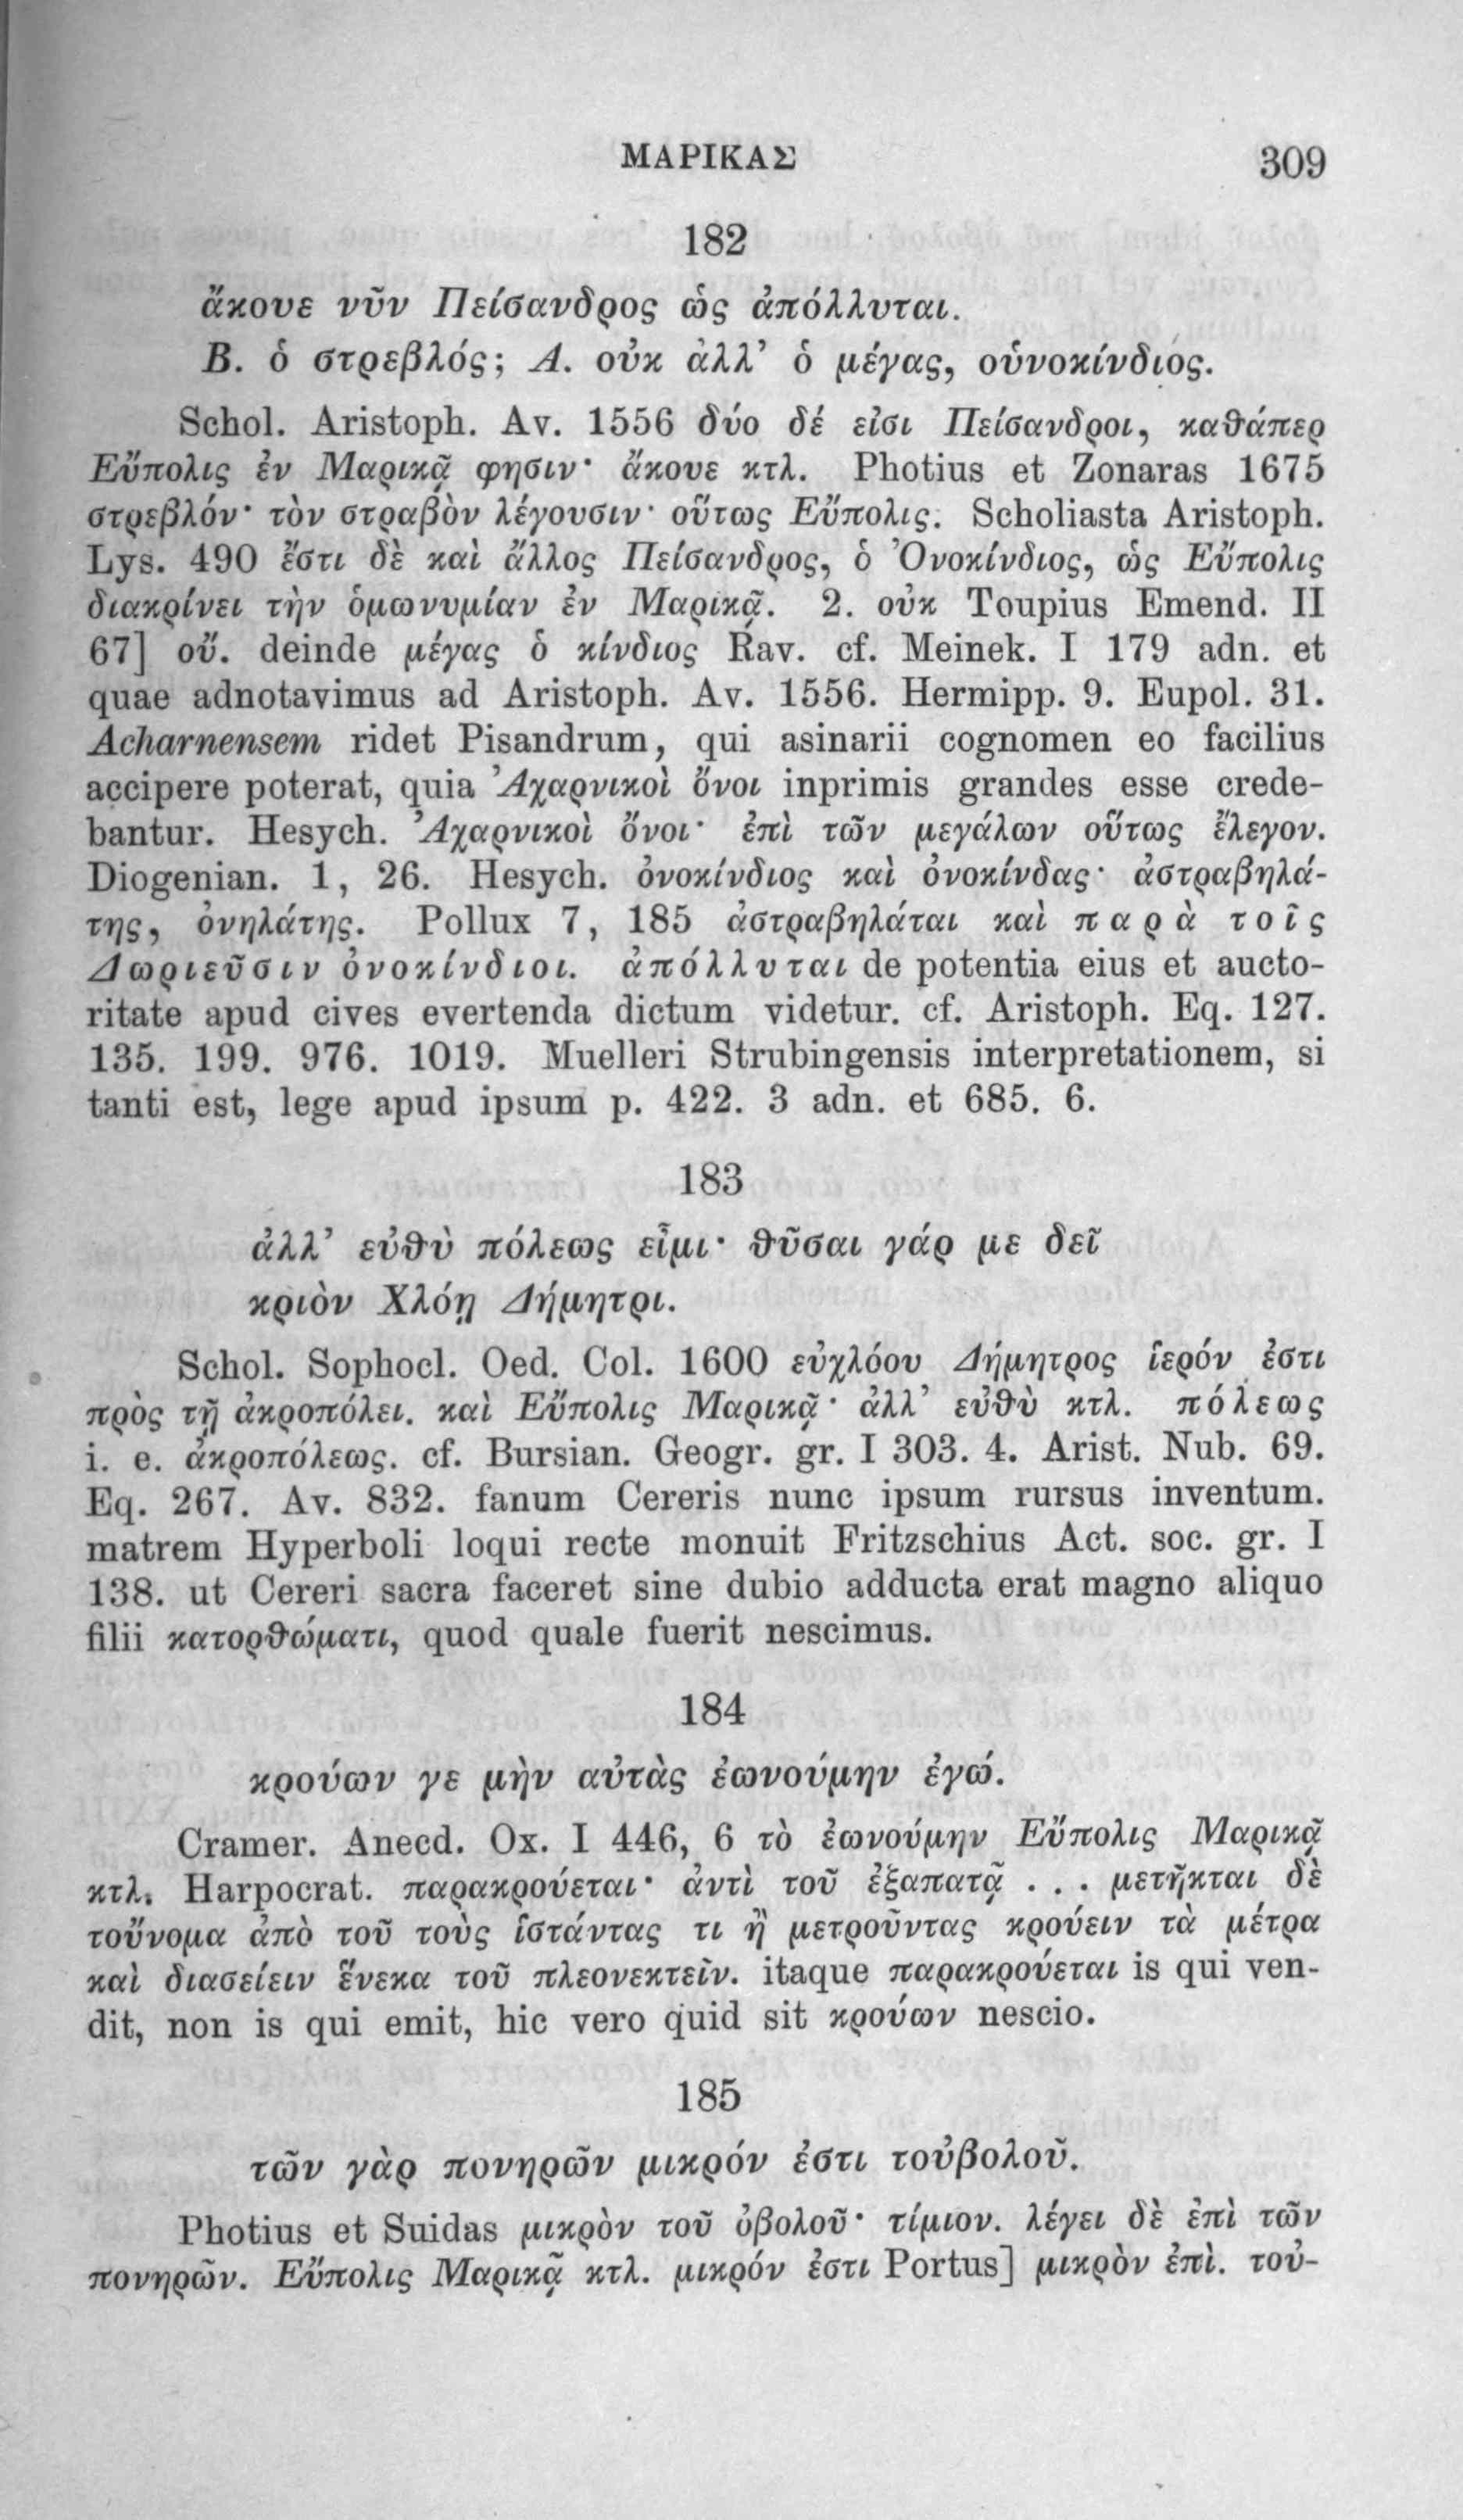 ΜΑΡΙΚΑΣ 309
182
ἄκουε νῦν Πείσανδρος ὡς ἀπόλλυται.
Β. ὁ στρεβλός; Α. οὐκ ἀλλ’ ὁ μέγας, οὑνοκίνδιος.
Schol. Aristoph. Av. 1556 δύο δέ εἰσι Πείσανδροι, καθάπερ
Εὔπολις ἐν Μαρικᾷ φησιν· ἄκουε κτλ. Photius et Zonaras 1675
στρεβλόν· τὸν στραβὸν λέγουσιν· οὕτως Εὔπολις. Scholiasta Aristoph.
Lys. 490 ἔστι δὲ καὶ ἄλλος Πείσανδρος, ὁ Ὀνοκίνδιος, ὡς Εὔπολις
διακρίνει τὴν ὁμωνυμίαν ἐν Μαρικᾷ. 2. οὐκ Toupius Emend. II
67] οὔ. deinde μέγας ὁ κίνδιος Rav. cf. Meinek. I 179 adn. et
quae adnotavimus ad Aristoph. Av. 1556. Hermipp. 9. Eupol. 31.
Acharnensem ridet Pisandrum, qui asinarii cognomen eo facilius
accipere poterat, quia Ἀχαρνικοὶ ὄνοι inprimis grandes esse crede-
bantur. Hesych. Ἀχαρνικοὶ ὄνοι· ἐπὶ τῶν μεγάλων οὕτως ἔλεγον.
Diogenian. 1, 26. Hesych. ὀνοκίνδιος καὶ ὀνοκίνδας· ἀστραβηλά-
της, ὀνηλάτης. Pollux 7, 185 ἀστραβηλάται καὶ παρὰ τοῖς
Δωριεῦσιν ὀνοκίνδιοι. ἀπόλλυται de potentia eius et aucto-
ritate apud cives evertenda dictum videtur. cf. Aristoph. Eq. 127.
135. 199. 976. 1019. Muelleri Strubingensis interpretationem, si
tanti est, lege apud ipsum p. 422. 3 adn. et 685. 6.
183
ἀλλ’ εὐθὺ πόλεως εἶμι· θῦσαι γάρ με δεῖ
κριὸν Χλόῃ Δήμητρι.
Schol. Sophocl. Oed. Col. 1600 εὐχλόου Δήμητρος ἱερόν ἐστι
πρὸς τῇ ἀκροπόλει. καὶ Εὔπολις Μαρικᾷ· ἀλλ’ εὐθὺ κτλ. πόλεως
i. e. ἀκροπόλεως. cf. Bursian. Geogr. gr. I 303. 4. Arist. Nub. 69.
Eq. 267. Av. 832. fanum Cereris nunc ipsum rursus inventum.
matrem Hyperboli loqui recte monuit Fritzschius Act. soc. gr. I
138. ut Cereri sacra faceret sine dubio adducta erat magno aliquo
filii κατορθώματι, quod quale fuerit nescimus.
184
κρούων γε μὴν αὐτὰς ἐωνούμην ἐγώ.
Cramer. Anecd. Ox. I 446, 6 τὸ ἐωνούμην Εὔπολις Μαρικᾷ
κτλ. Harpocrat. παρακρούεται· ἀντὶ τοῦ ἐξαπατᾷ . . . μετῆκται δὲ
τοὔνομα ἀπὸ τοῦ τοὺς ἱστάντας τι ἢ μετροῦντας κρούειν τὰ μέτρα
καὶ διασείειν ἕνεκα τοῦ πλεονεκτεῖν. itaque παρακρούεται is qui ven-
dit, non is qui emit, hic vero quid sit κρούων nescio.
185
τῶν γὰρ πονηρῶν μικρόν ἐστι τοὐβολοῦ.
Photius et Suidas μικρὸν τοῦ ὀβολοῦ· τίμιον. λέγει δὲ ἐπὶ τῶν
πονηρῶν. Εὔπολις Μαρικᾷ κτλ. μικρόν ἐστι Portus] μικρὸν ἐπὶ. τοὐ-